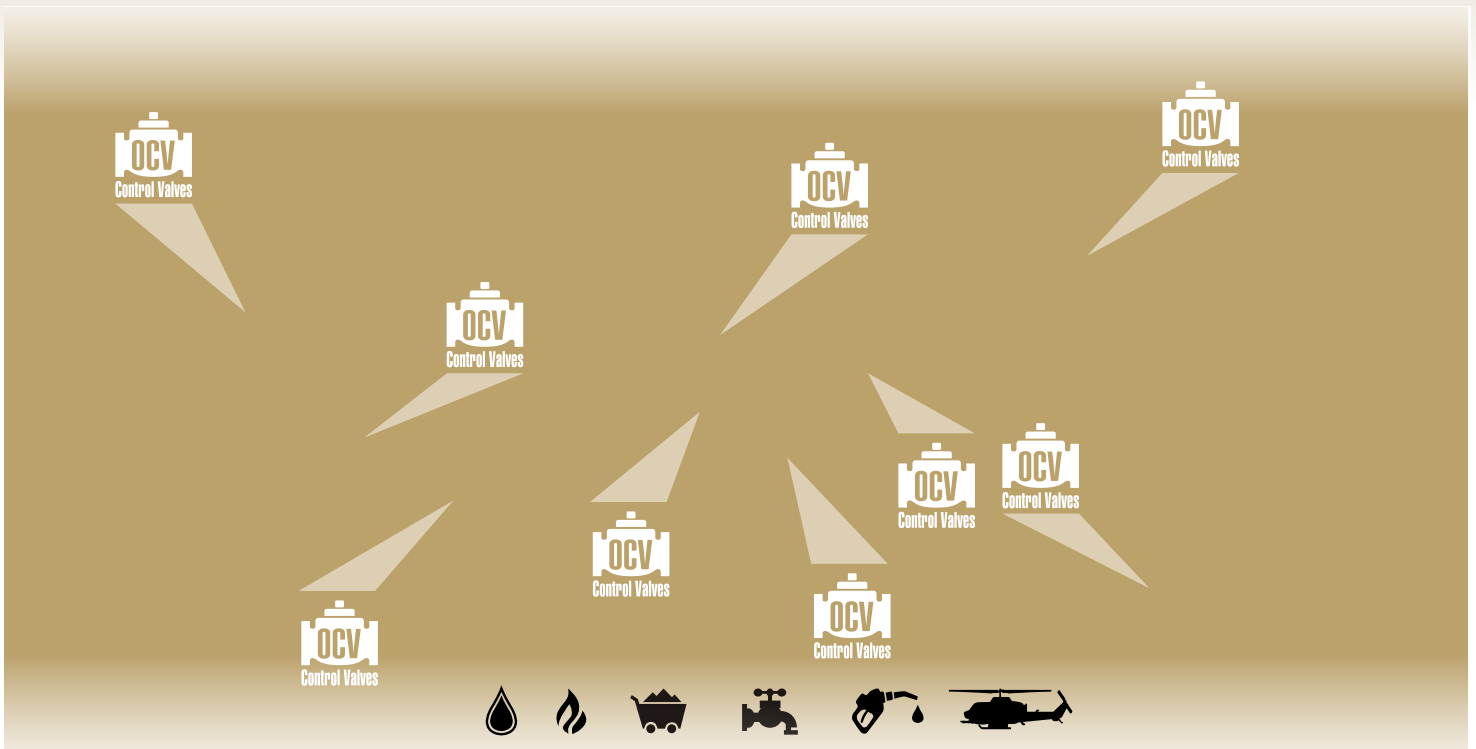 OCV
Control Valves
OCV
Control Valves
OCV
Control Valves
OCV
Control Valves
OCV
Control Valves
OCV
Control Valves
OCV
Control Valves
OCV
Control Valves
OCV
Control Valves